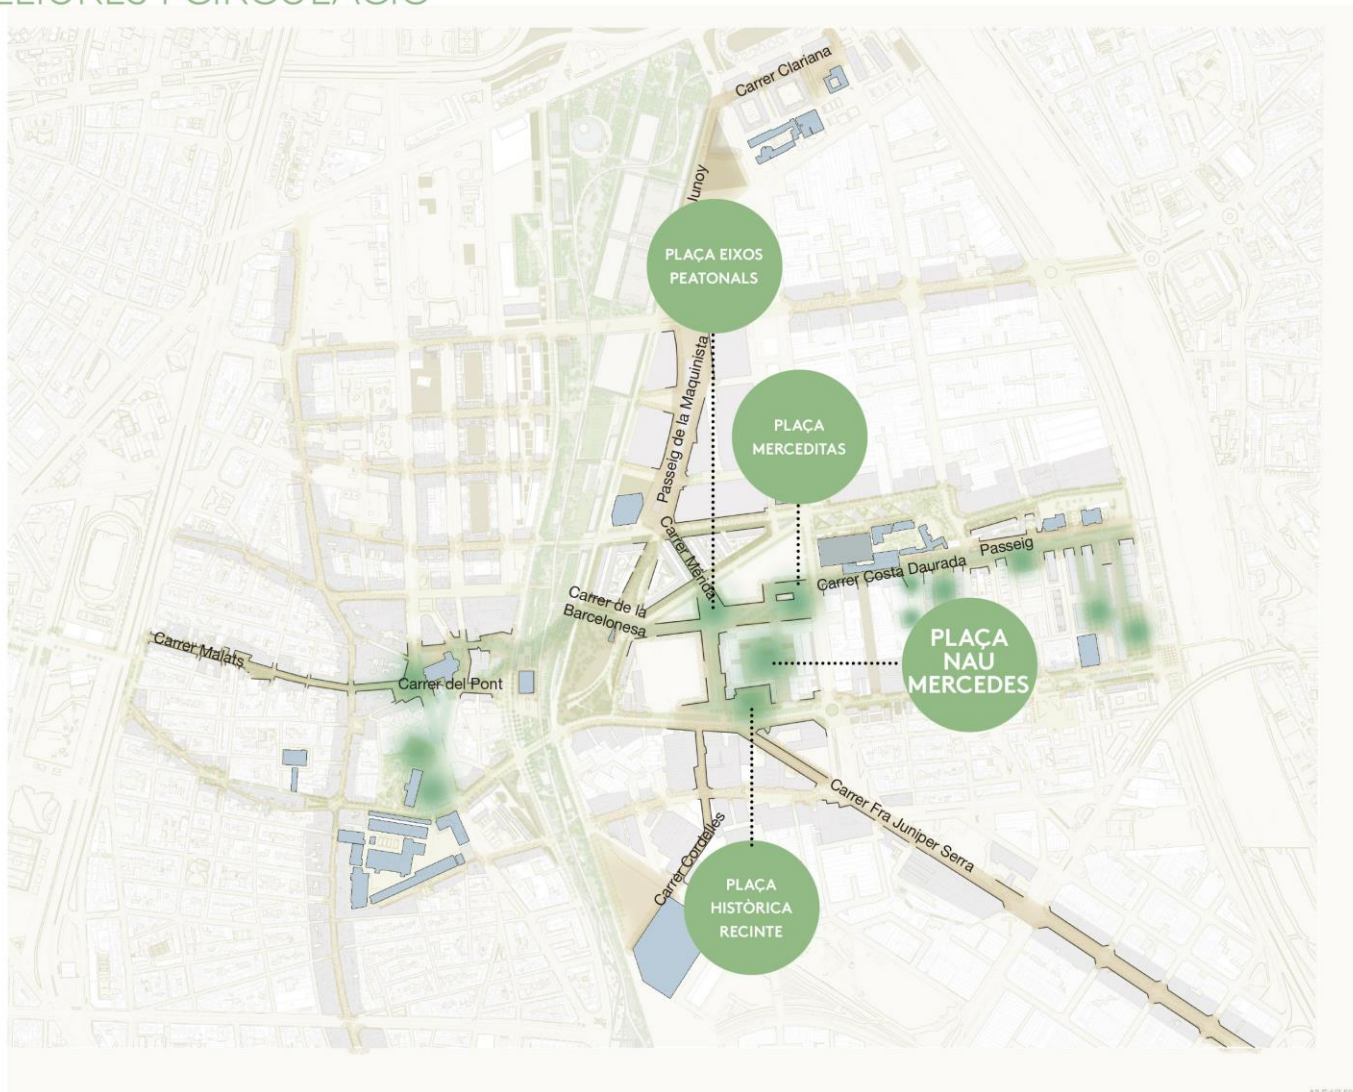 Carrer Clariana
Junoy
PLAÇA EIXOS
PEATONALS
Passeig de la Maquinista
PLAÇA
MERCEDITAS
Carrer Mèrida
Passeig
Carrer Costa Daurada
Carrer de la
Barcelonesa
Carrer Malats
Carrer del Pont
PLAÇA
NAU
MERCEDES
Carrer Fra Juniper Serra
Carrer Cordelles
PLAÇA
HISTÒRICA
RECINTE